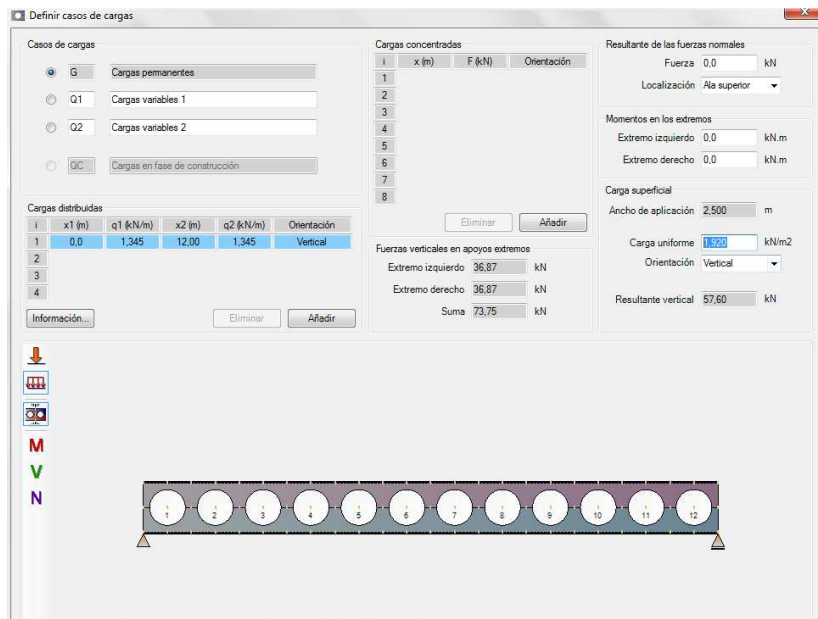 Definir casos de cargas
Casos de cargas
G Cargas permanentes
Q1 Cargas variables 1
Q2 Cargas variables 2
QC Cargas en fase de construcción
Cargas distribuidas
i x1 (m) q1 (kN/m) x2 (m) q2 (kN/m) Orientación
1 0,0 1,345 12,00 1,345 Vertical
2
3
4
Información... Eliminar Añadir
Cargas concentradas
i x (m) F (kN) Orientación
1
2
3
4
5
6
7
8
Eliminar Añadir
Fuerzas verticales en apoyos extremos
Extremo izquierdo 36,87 kN
Extremo derecho 36,87 kN
Suma 73,75 kN
Resultante de las fuerzas normales
Fuerza 0,0 kN
Localización Ala superior
Momentos en los extremos
Extremo izquierdo 0,0 kN.m
Extremo derecho 0,0 kN.m
Carga superficial
Ancho de aplicación 2,500 m
Carga uniforme 1,920 kN/m2
Orientación Vertical
Resultante vertical 57,60 kN
M
V
N
1 2 3 4 5 6 7 8 9 10 11 12